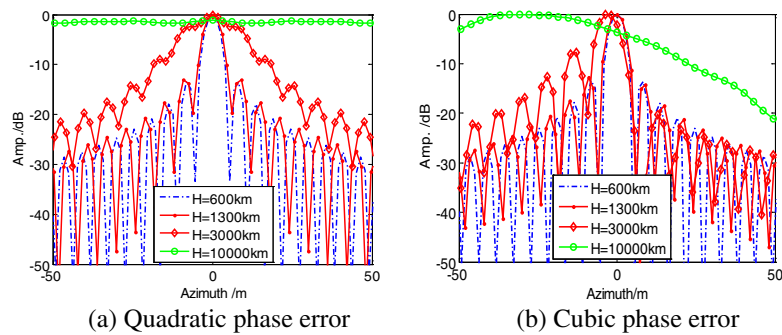 0
-10
-20
-30
-40
-50
Amp. /dB
-50
0
50
Azimuth /m
H=600km
H=1300km
H=3000km
H=10000km
(a) Quadratic phase error
0
-10
-20
-30
-40
-50
Amp. /dB
-50
0
50
Azimuth/m
H=600km
H=1300km
H=3000km
H=10000km
(b) Cubic phase error